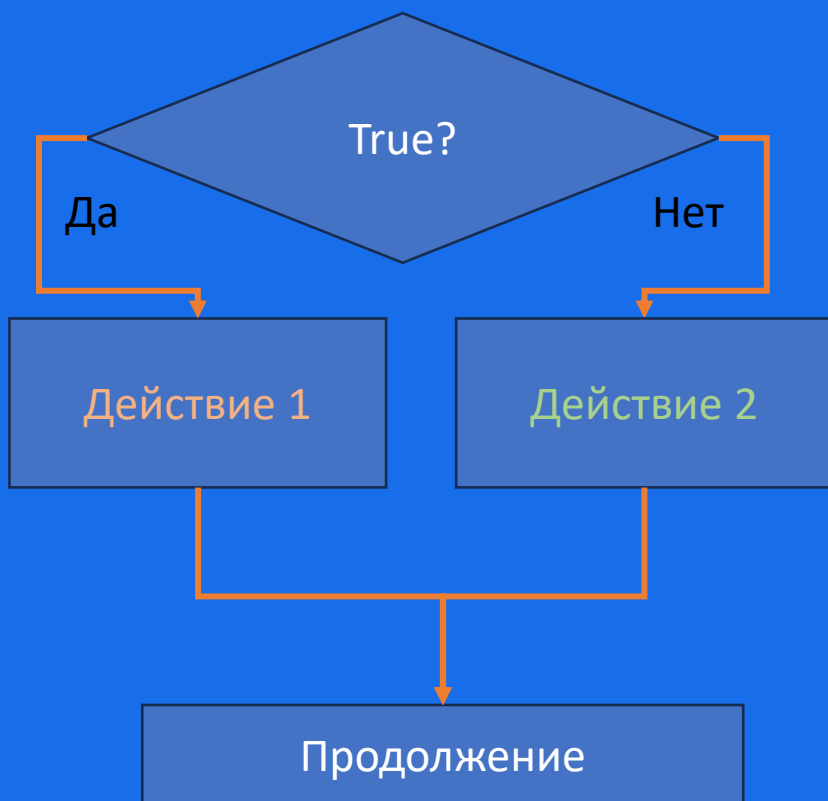 True?
Да
Нет
Действие 1
Действие 2
Продолжение